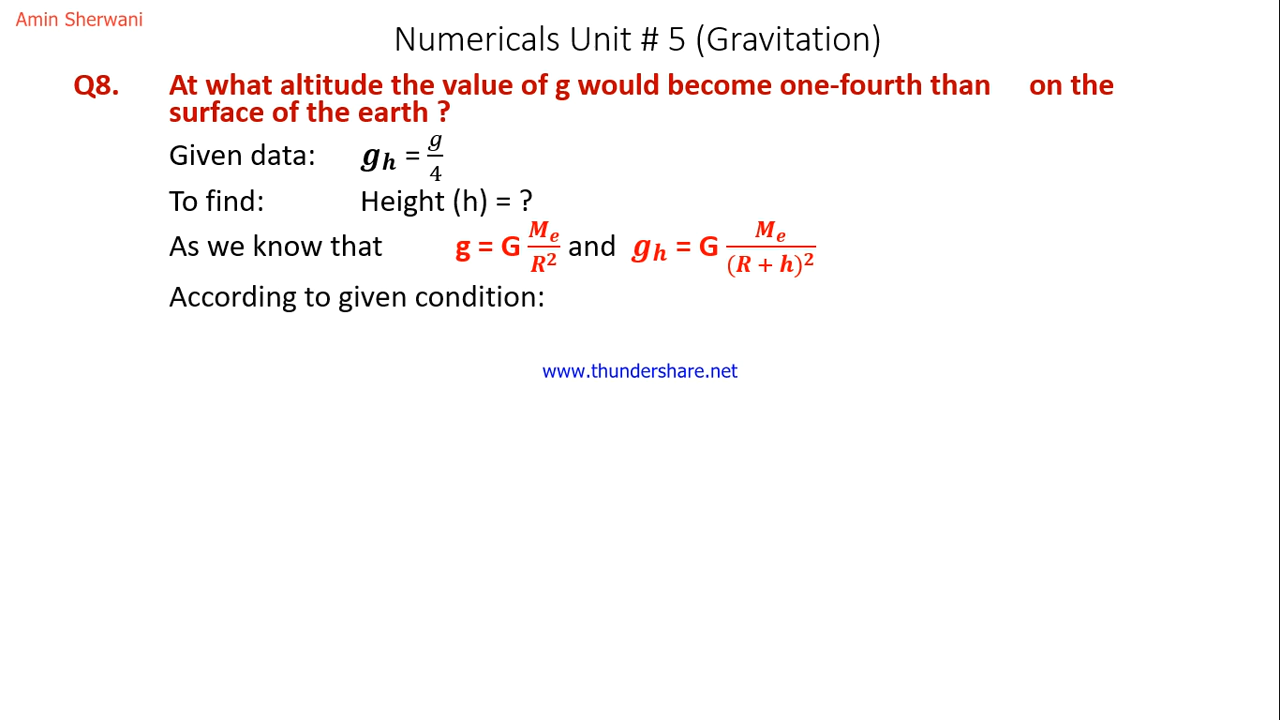 Amin Sherwani
Numericals Unit # 5 (Gravitation)
Q8. At what altitude the value of g would become one-fourth than on the
surface of the earth ?
Given data: g_h = g/4
To find: Height (h) = ?
As we know that g = G M_e/R² and g_h = G M_e/(R + h)²
According to given condition:
www.thundershare.net